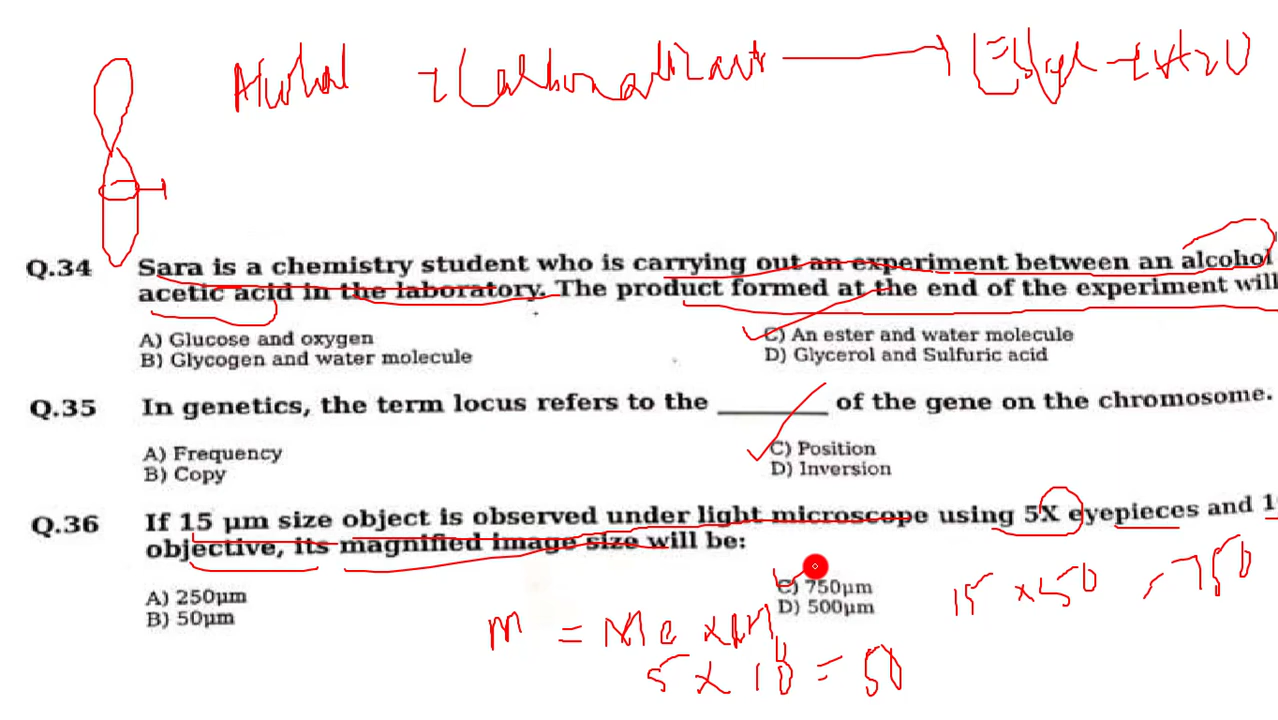 Alcohol + Carboxylic
Q.34 Sara is a chemistry student who is carrying out an experiment between an alcohol
acetic acid in the laboratory. The product formed at the end of the experiment will
A) Glucose and oxygen C) An ester and water molecule
B) Glycogen and water molecule D) Glycerol and Sulfuric acid
Q.35 In genetics, the term locus refers to the ________ of the gene on the chromosome.
A) Frequency C) Position
B) Copy D) Inversion
Q.36 If 15 µm size object is observed under light microscope using 5X eyepieces and 1
objective, its magnified image size will be:
A) 250µm C) 750µm
B) 50µm D) 500µm
15 x 50 = 750
5 x 10 = 50